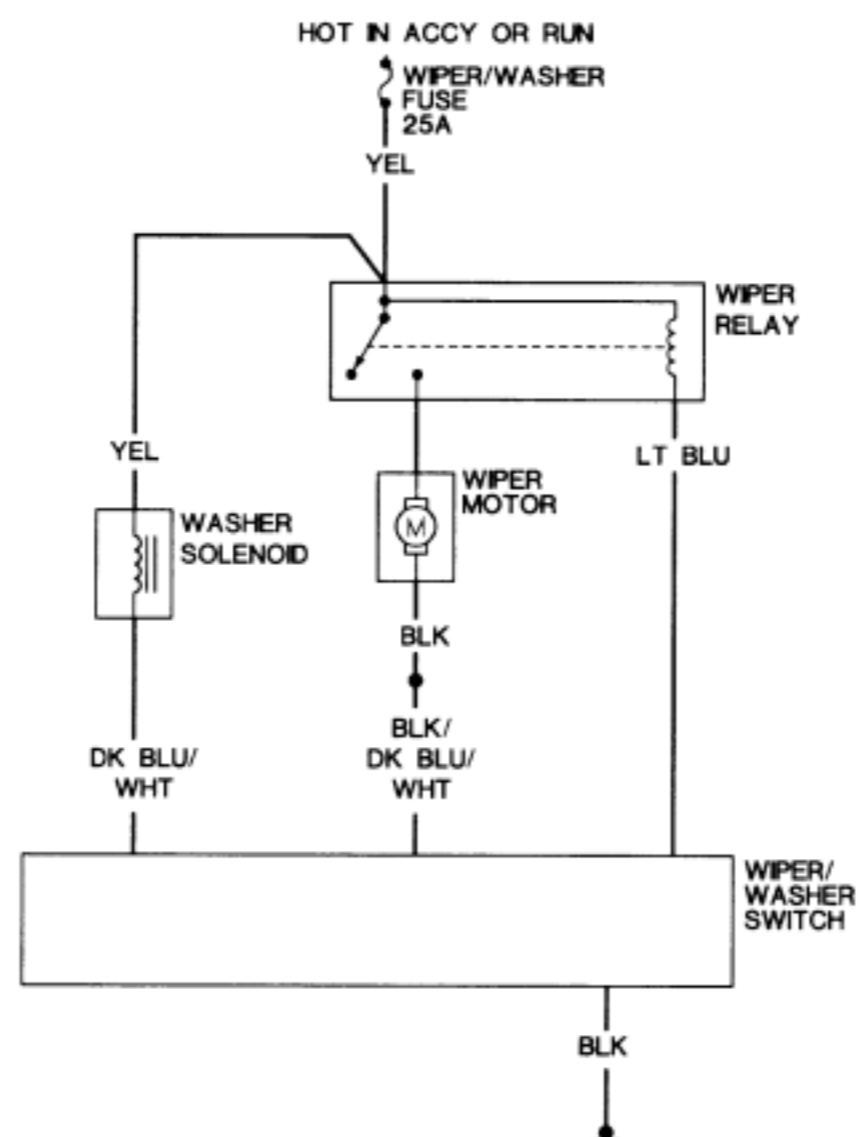 HOT IN ACCY OR RUN
WIPER/WASHER
FUSE
25A
YEL
WIPER
RELAY
YEL
LT BLU
WIPER
MOTOR
M
WASHER
SOLENOID
BLK
BLK/
DK BLU/
WHT
DK BLU/
WHT
WIPER/
WASHER
SWITCH
BLK